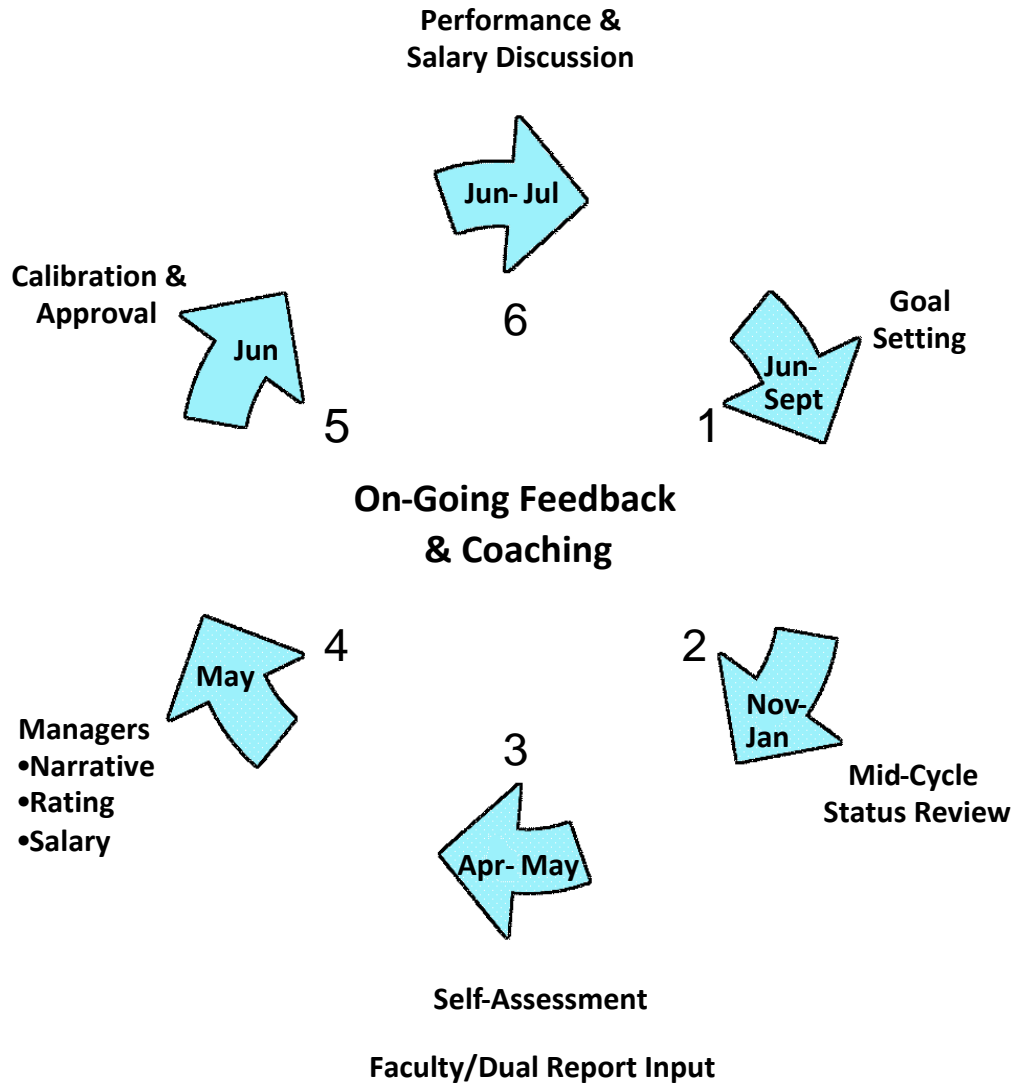 Performance &
Salary Discussion
Jun- Jul
6
Goal
Setting
Jun-
Sept
1
Calibration &
Approval
Jun
5
On-Going Feedback
& Coaching
2
Nov-
Jan
Mid-Cycle
Status Review
3
Apr- May
Self-Assessment
Faculty/Dual Report Input
4
May
Managers
•Narrative
•Rating
•Salary